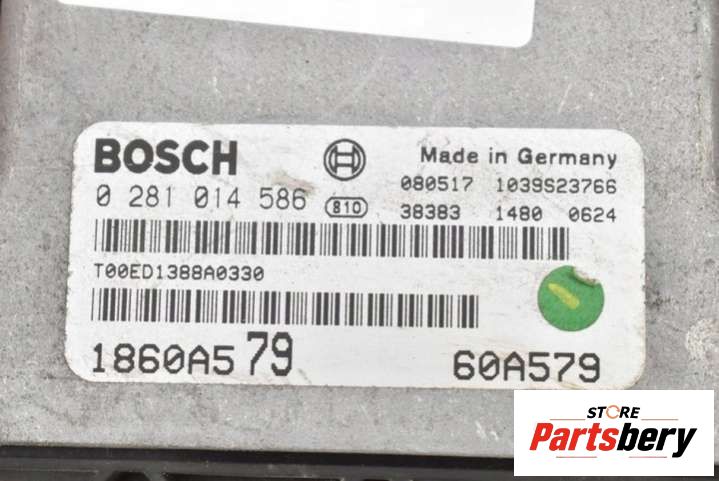 BOSCH
Made in Germany
0 281 014 586
810
080517 1039S23766
38383 1480 0624
T00ED1388A0330
1860A579
60A579
STORE
Partsbery